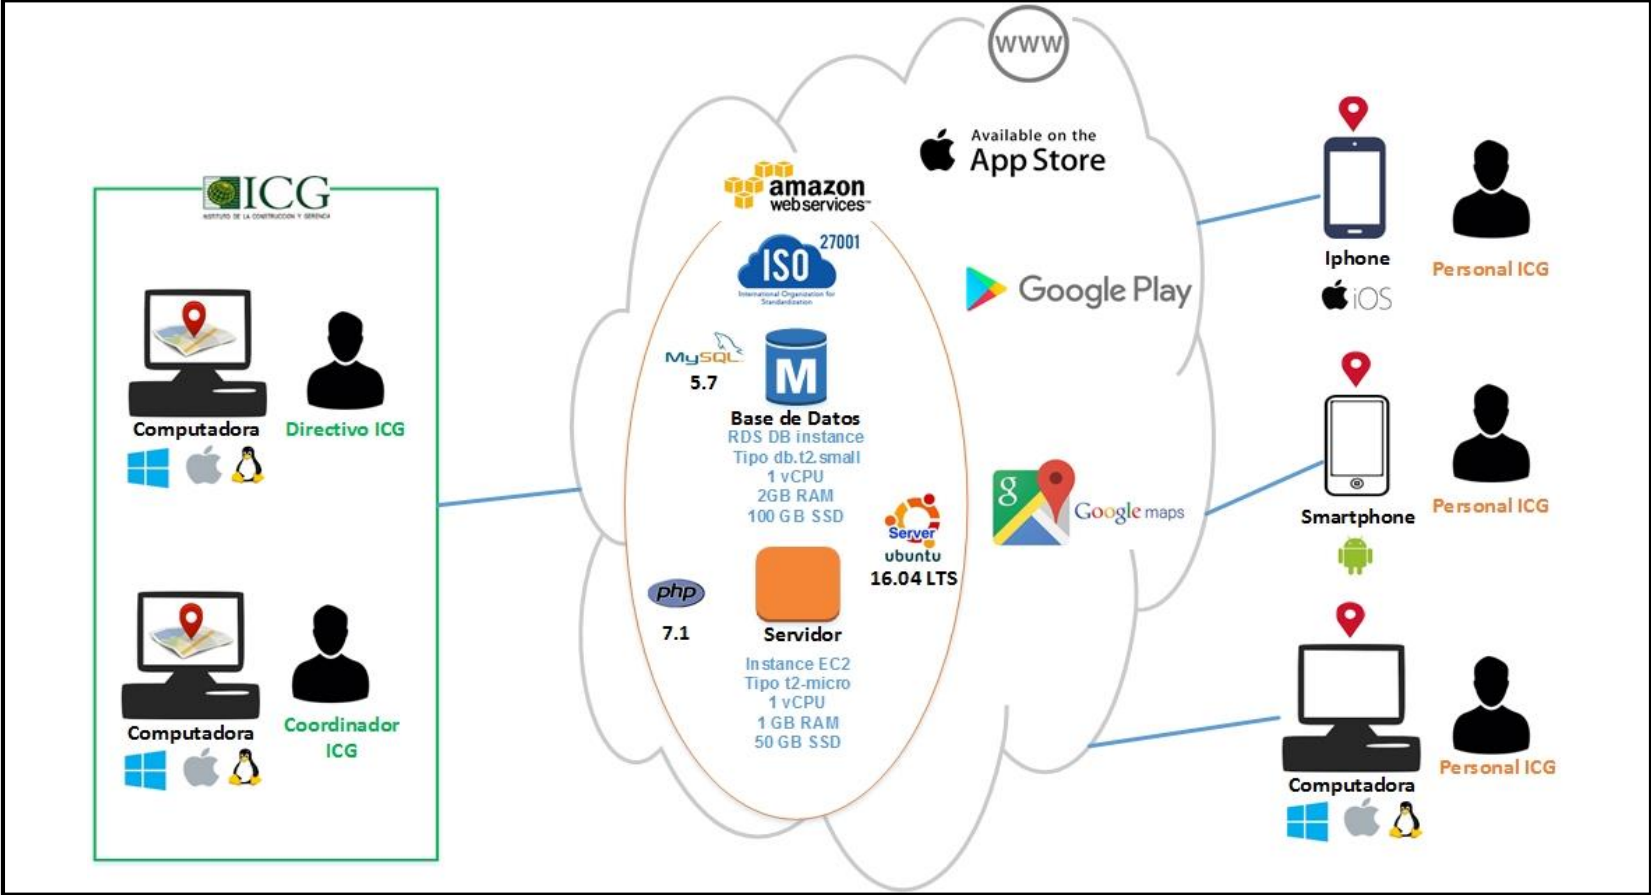 ICG
INSTITUTO DE LA CONSTRUCCION Y GERENCIA
Computadora
Directivo ICG
Computadora
Coordinador
ICG
www
Available on the
App Store
amazon
webservices™
27001
ISO
International Organization for
Standardization
Google Play
MySQL
5.7
M
Base de Datos
RDS DB instance
Tipo db.t2.small
1 vCPU
2GB RAM
100 GB SSD
g
Google maps
Server
ubuntu
16.04 LTS
php
7.1
Servidor
Instance EC2
Tipo t2-micro
1 vCPU
1 GB RAM
50 GB SSD
Iphone
iOS
Personal ICG
Smartphone
Personal ICG
Computadora
Personal ICG